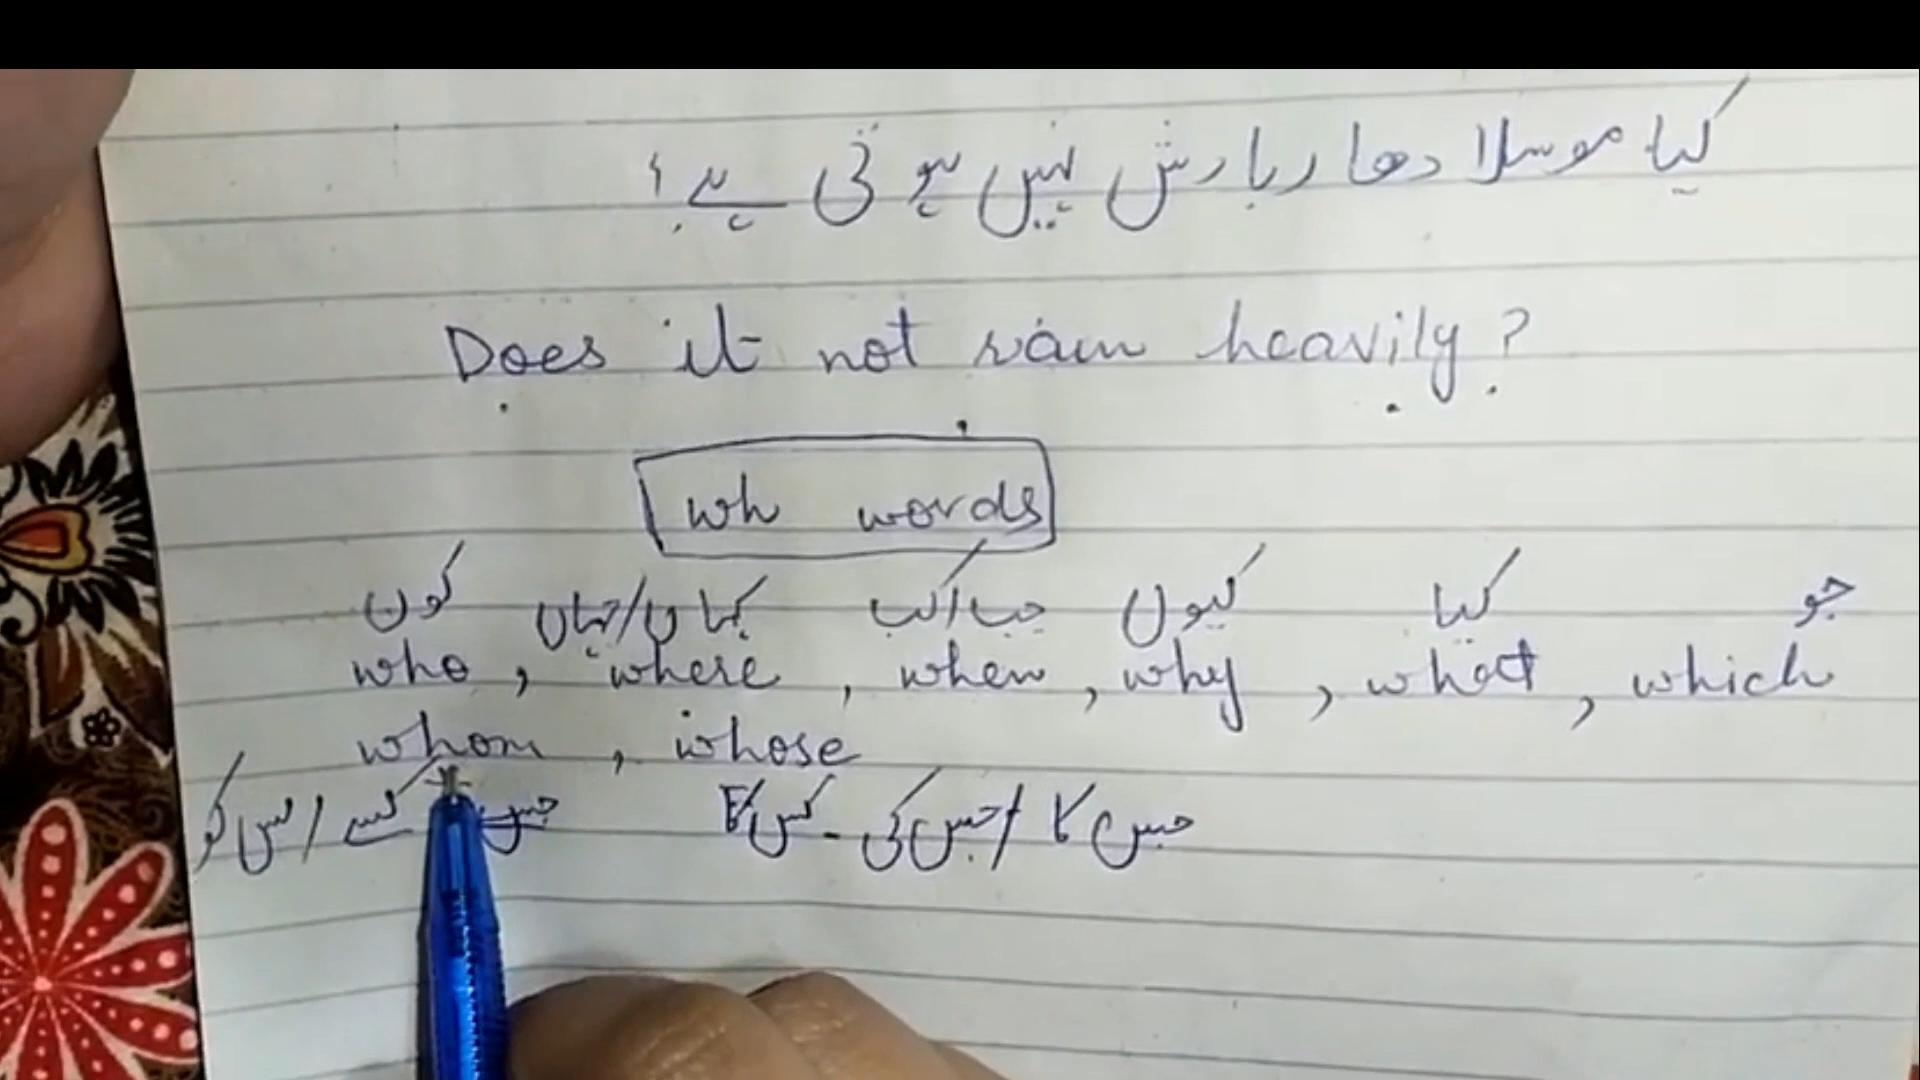 کیا موسلا دھار بارش نہیں ہوتی ہے؟
Does it not rain heavily?
wh words
کون کہاں/جہاں جب/کب کیوں کیا جو
who, where, when, why, what, which
whom, whose
کسے / کس کو جس کا / جس کی - کس کا